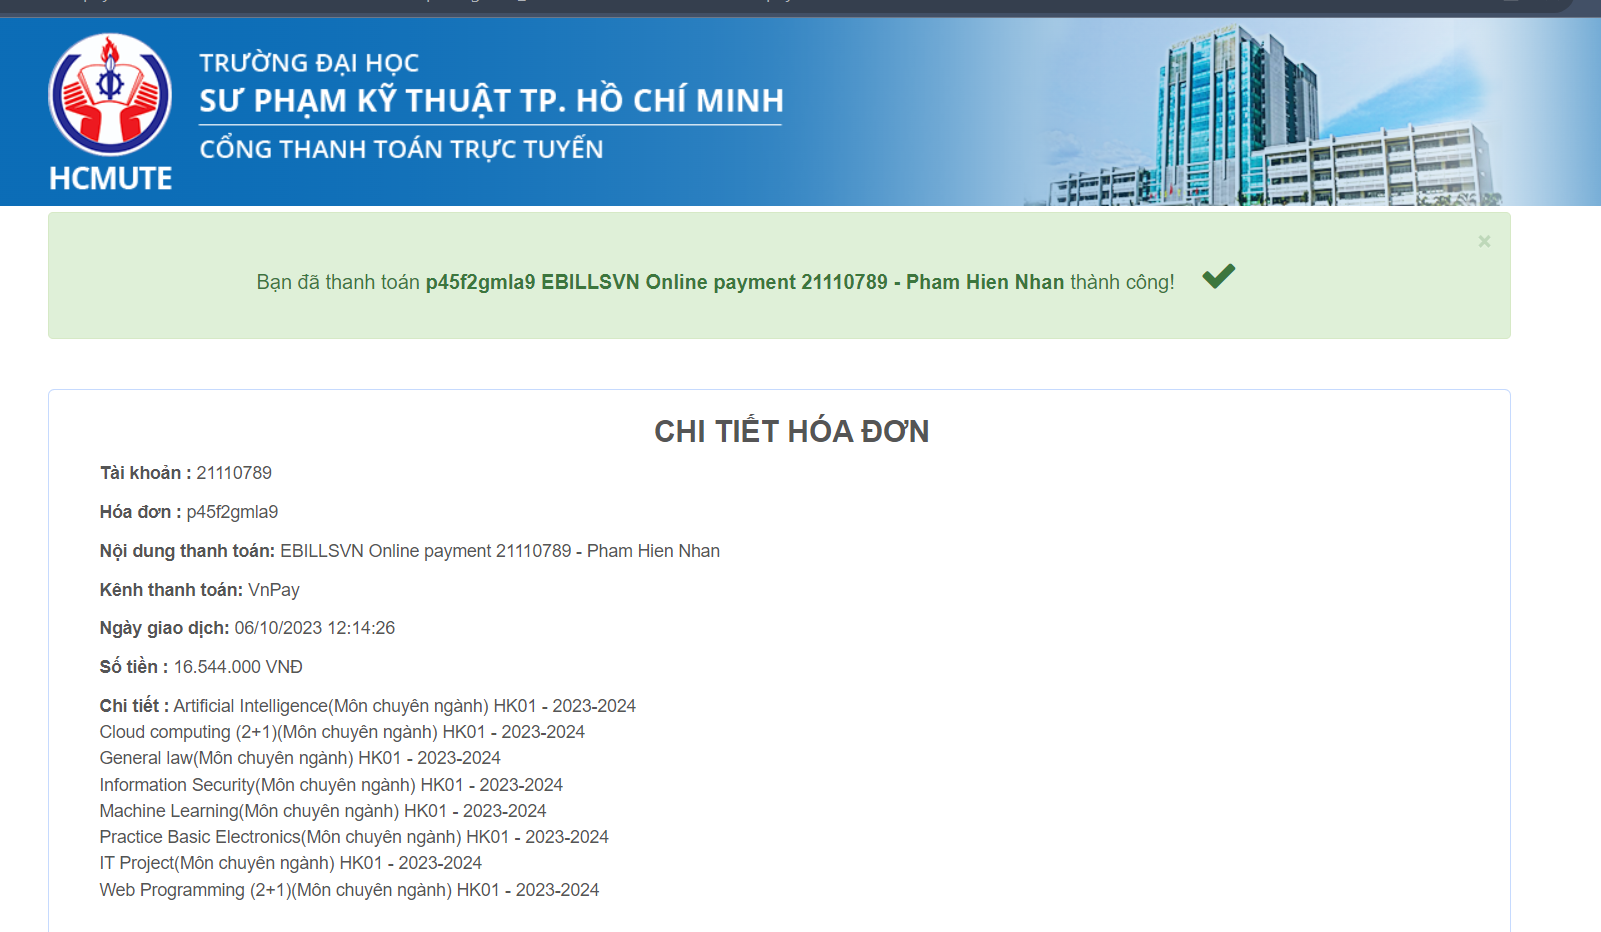 TRƯỜNG ĐẠI HỌC
SƯ PHẠM KỸ THUẬT TP. HỒ CHÍ MINH
CỔNG THANH TOÁN TRỰC TUYẾN
HCMUTE
×
Bạn đã thanh toán p45f2gmla9 EBILLSVN Online payment 21110789 - Pham Hien Nhan thành công!
CHI TIẾT HÓA ĐƠN
Tài khoản : 21110789
Hóa đơn : p45f2gmla9
Nội dung thanh toán: EBILLSVN Online payment 21110789 - Pham Hien Nhan
Kênh thanh toán: VnPay
Ngày giao dịch: 06/10/2023 12:14:26
Số tiền : 16.544.000 VNĐ
Chi tiết : Artificial Intelligence(Môn chuyên ngành) HK01 - 2023-2024
Cloud computing (2+1)(Môn chuyên ngành) HK01 - 2023-2024
General law(Môn chuyên ngành) HK01 - 2023-2024
Information Security(Môn chuyên ngành) HK01 - 2023-2024
Machine Learning(Môn chuyên ngành) HK01 - 2023-2024
Practice Basic Electronics(Môn chuyên ngành) HK01 - 2023-2024
IT Project(Môn chuyên ngành) HK01 - 2023-2024
Web Programming (2+1)(Môn chuyên ngành) HK01 - 2023-2024